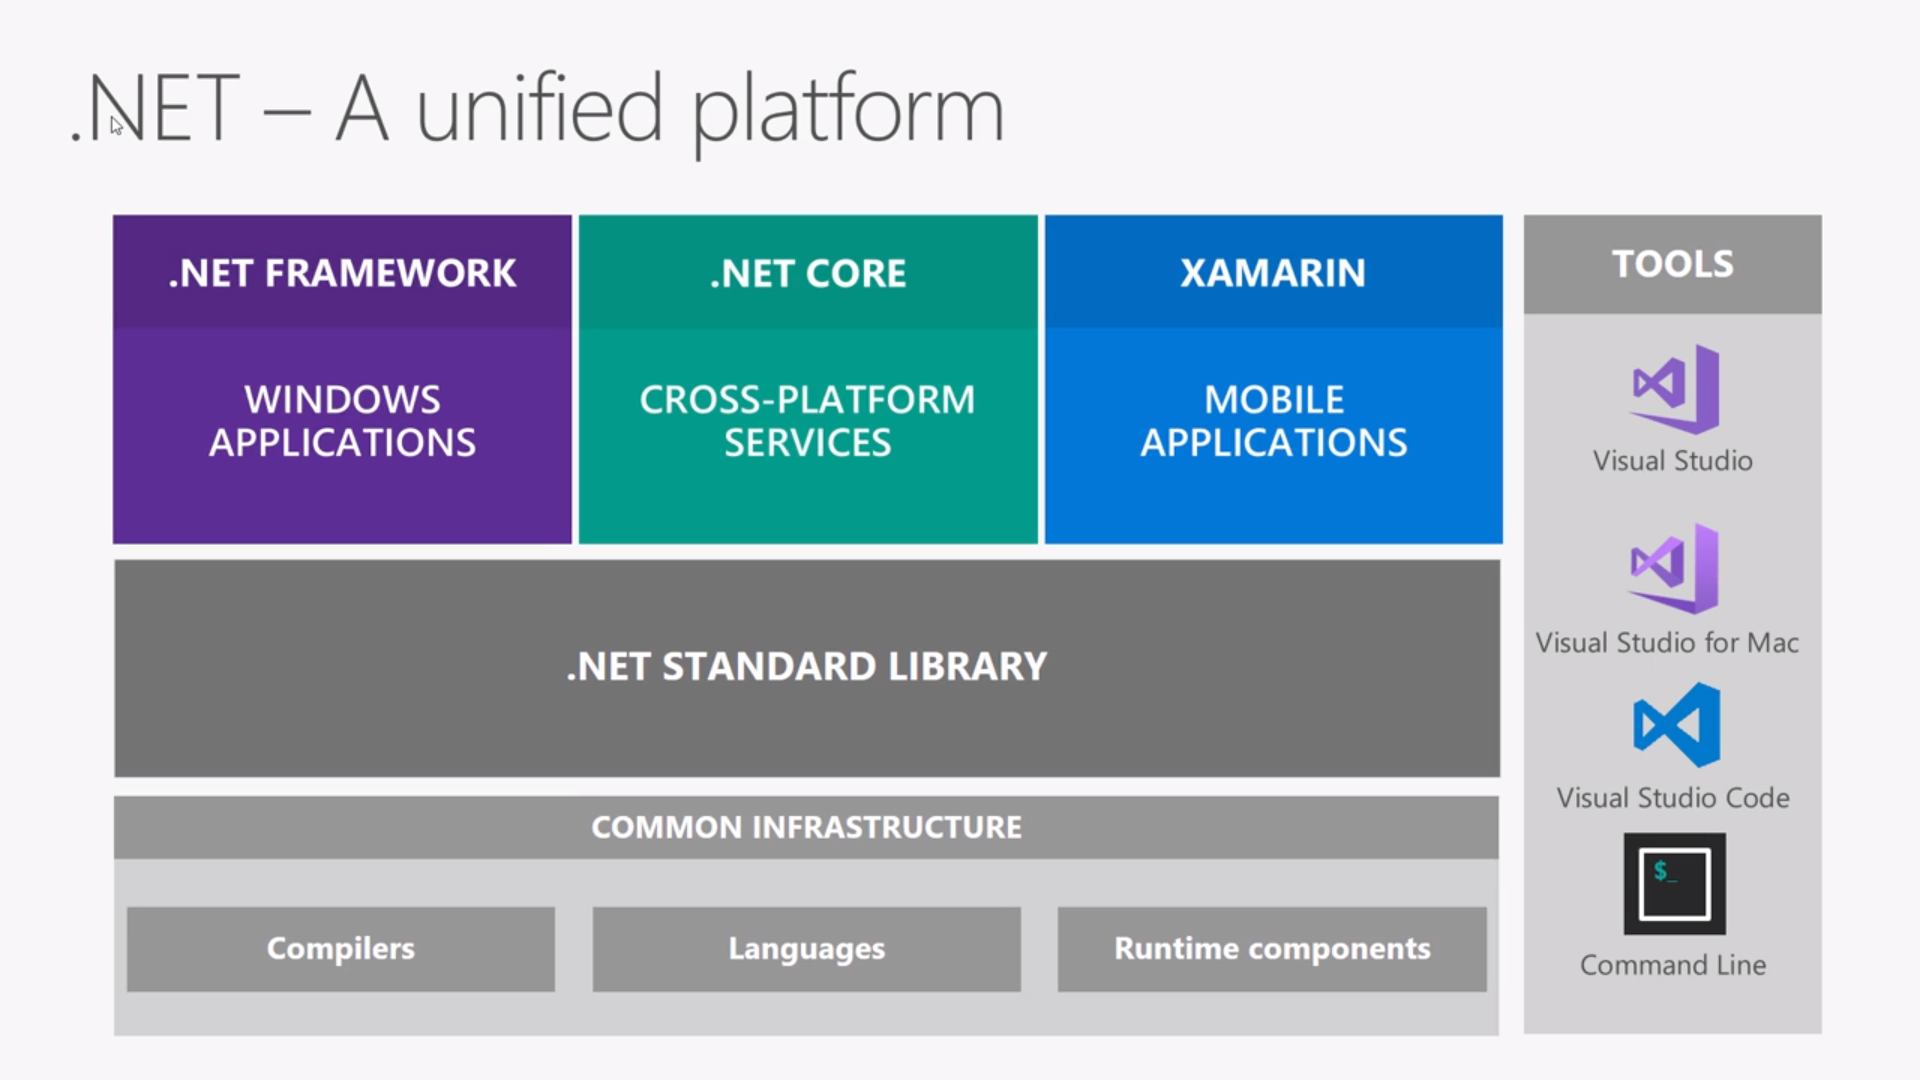 .NET – A unified platform
.NET FRAMEWORK
WINDOWS
APPLICATIONS
.NET CORE
CROSS-PLATFORM
SERVICES
XAMARIN
MOBILE
APPLICATIONS
.NET STANDARD LIBRARY
COMMON INFRASTRUCTURE
Compilers
Languages
Runtime components
TOOLS
Visual Studio
Visual Studio for Mac
Visual Studio Code
$_
Command Line